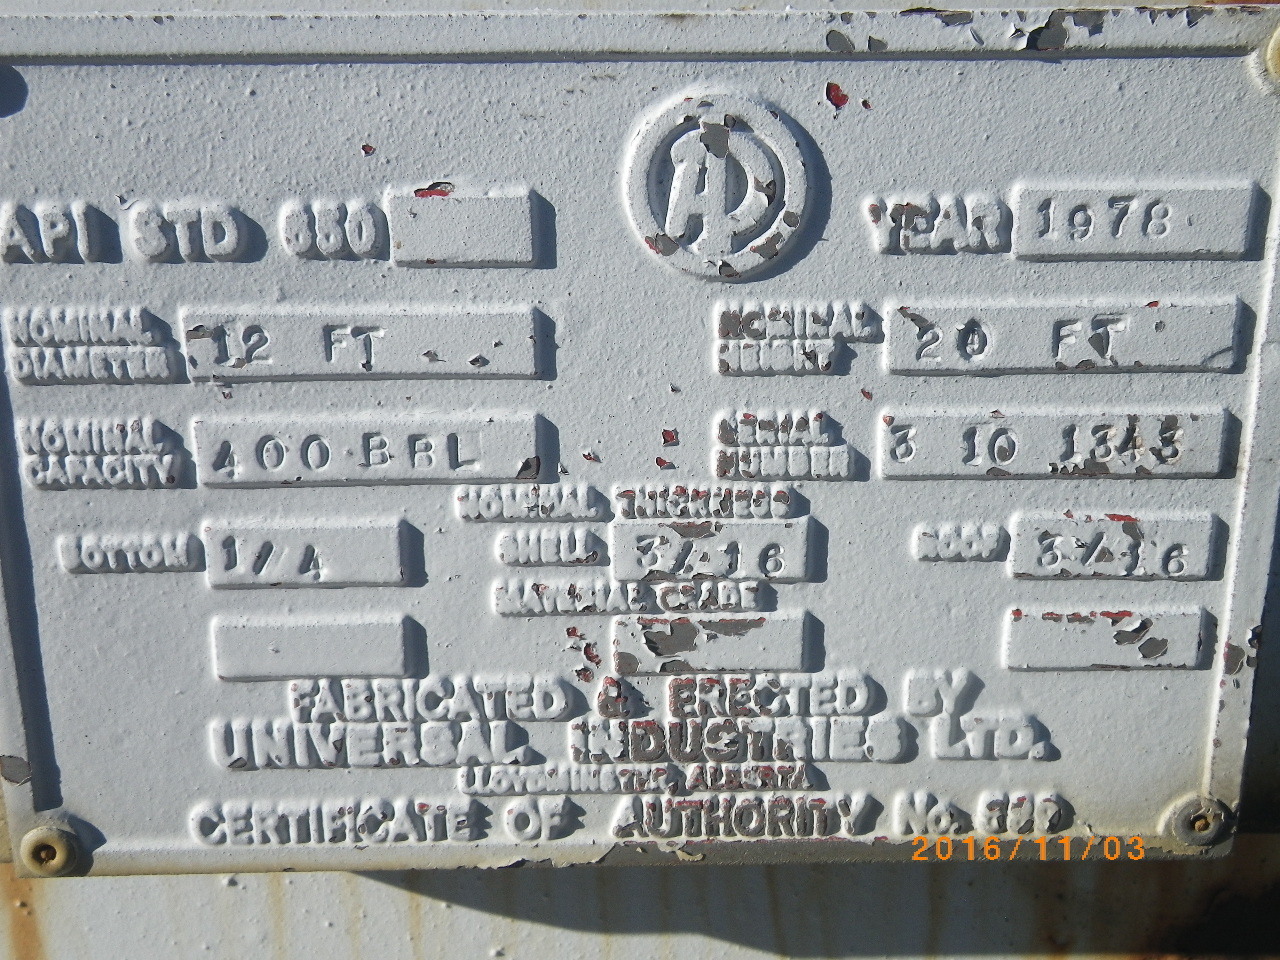 API STD 650
YEAR 1978
NOMINAL DIAMETER 12 FT
NOMINAL HEIGHT 20 FT
NOMINAL CAPACITY 400 BBL
SERIAL NUMBER 3 10 1343
NOMINAL THICKNESS
BOTTOM 1/4 SHELL 3/16 ROOF 3/16
MATERIAL GRADE
FABRICATED & ERECTED BY
UNIVERSAL INDUSTRIES LTD.
LLOYDMINSTER, ALBERTA
CERTIFICATE OF AUTHORITY No.
2016/11/03